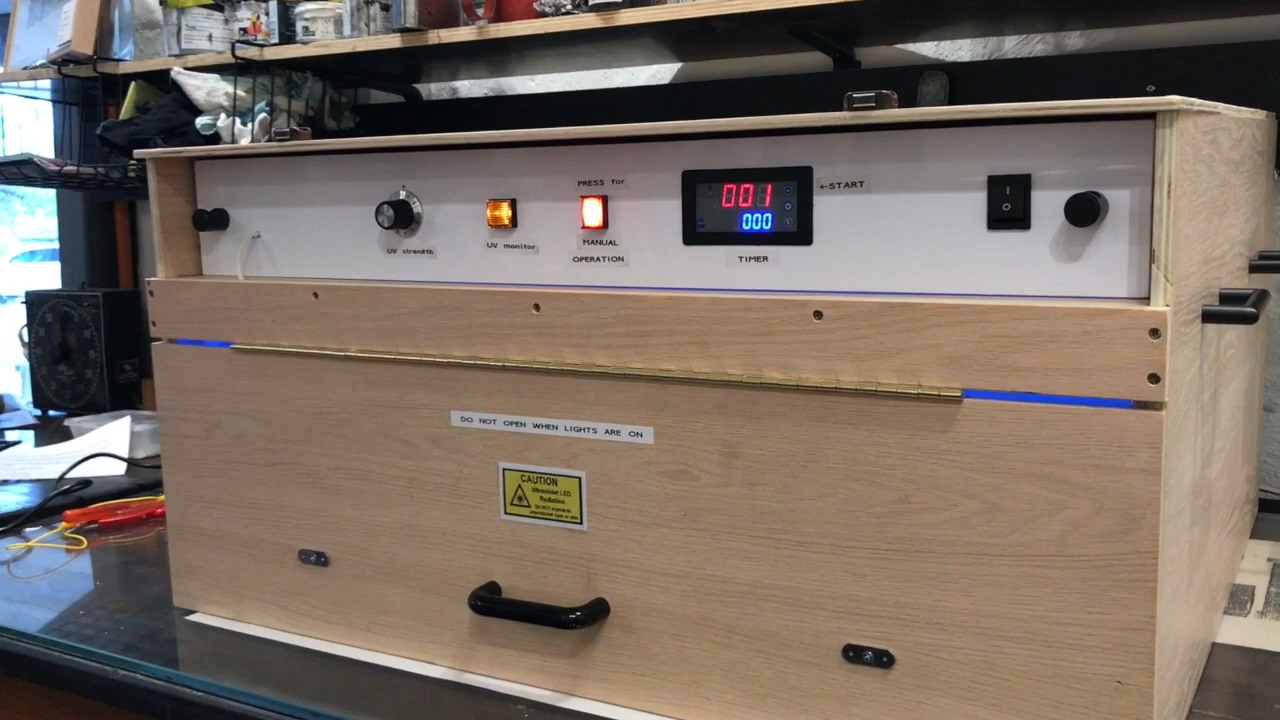 PRESS for
001
←START
000
UV strength
UV monitor
MANUAL
OPERATION
TIMER
I
O
DO NOT OPEN WHEN LIGHTS ARE ON
CAUTION
Ultraviolet LED
Radiation